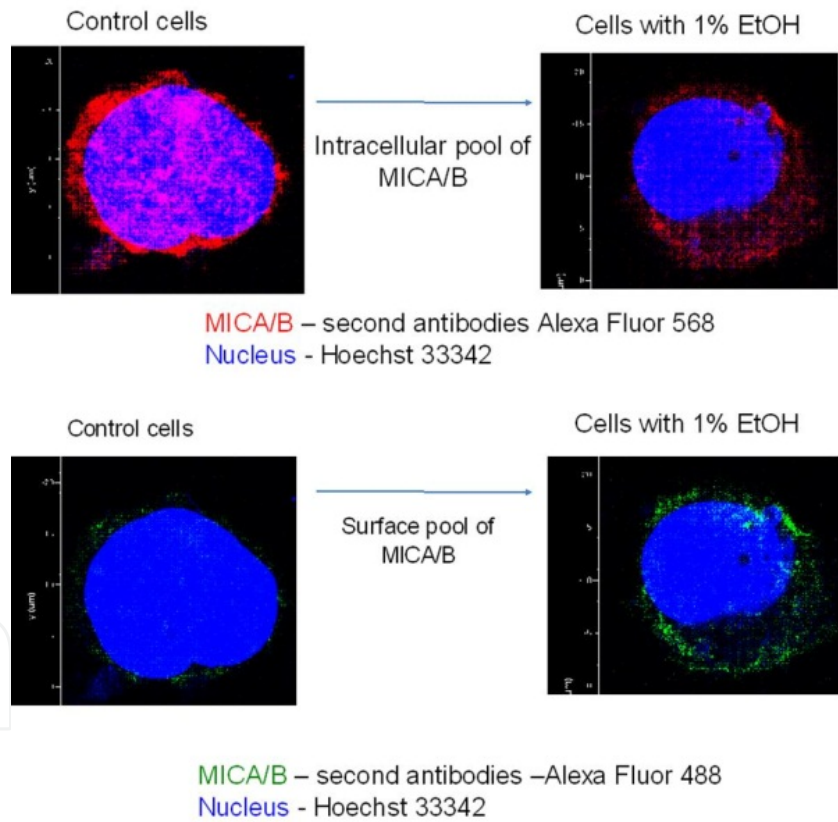 Control cells
Cells with 1% EtOH
Intracellular pool of
MICA/B
MICA/B – second antibodies Alexa Fluor 568
Nucleus - Hoechst 33342
Control cells
Cells with 1% EtOH
Surface pool of
MICA/B
y (um)
MICA/B – second antibodies –Alexa Fluor 488
Nucleus - Hoechst 33342